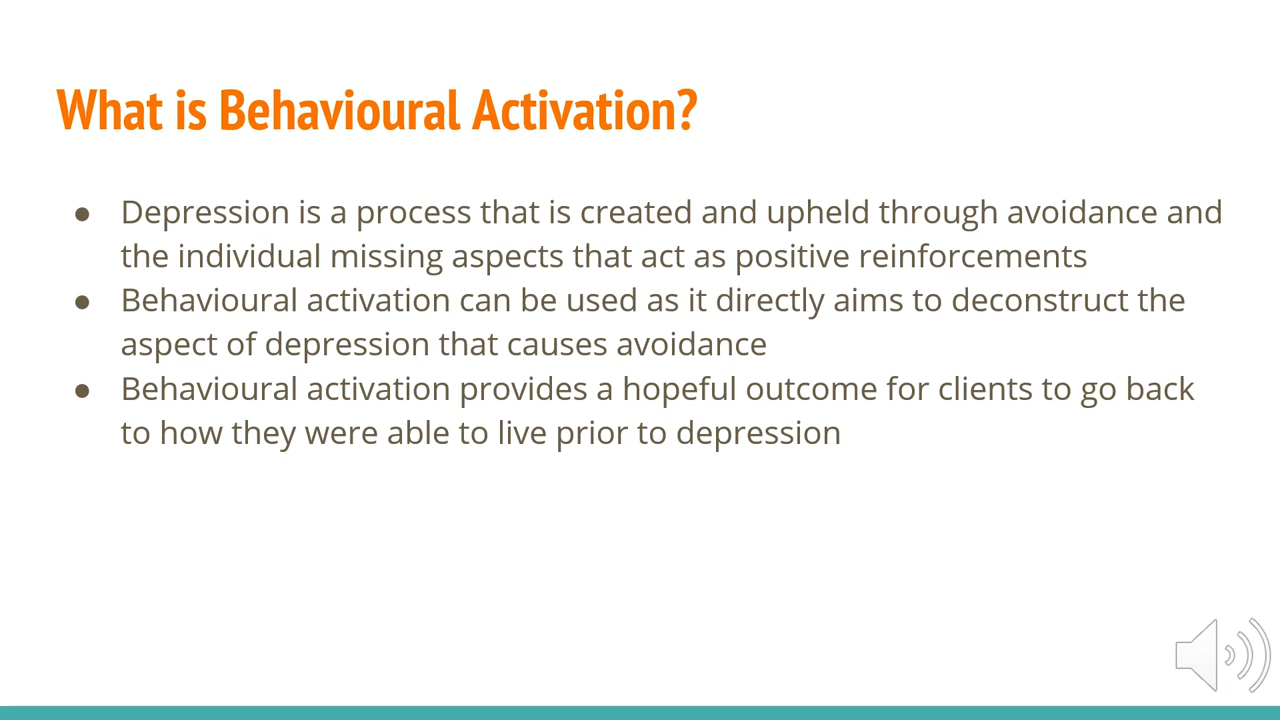 What is Behavioural Activation?
● Depression is a process that is created and upheld through avoidance and
the individual missing aspects that act as positive reinforcements
● Behavioural activation can be used as it directly aims to deconstruct the
aspect of depression that causes avoidance
● Behavioural activation provides a hopeful outcome for clients to go back
to how they were able to live prior to depression